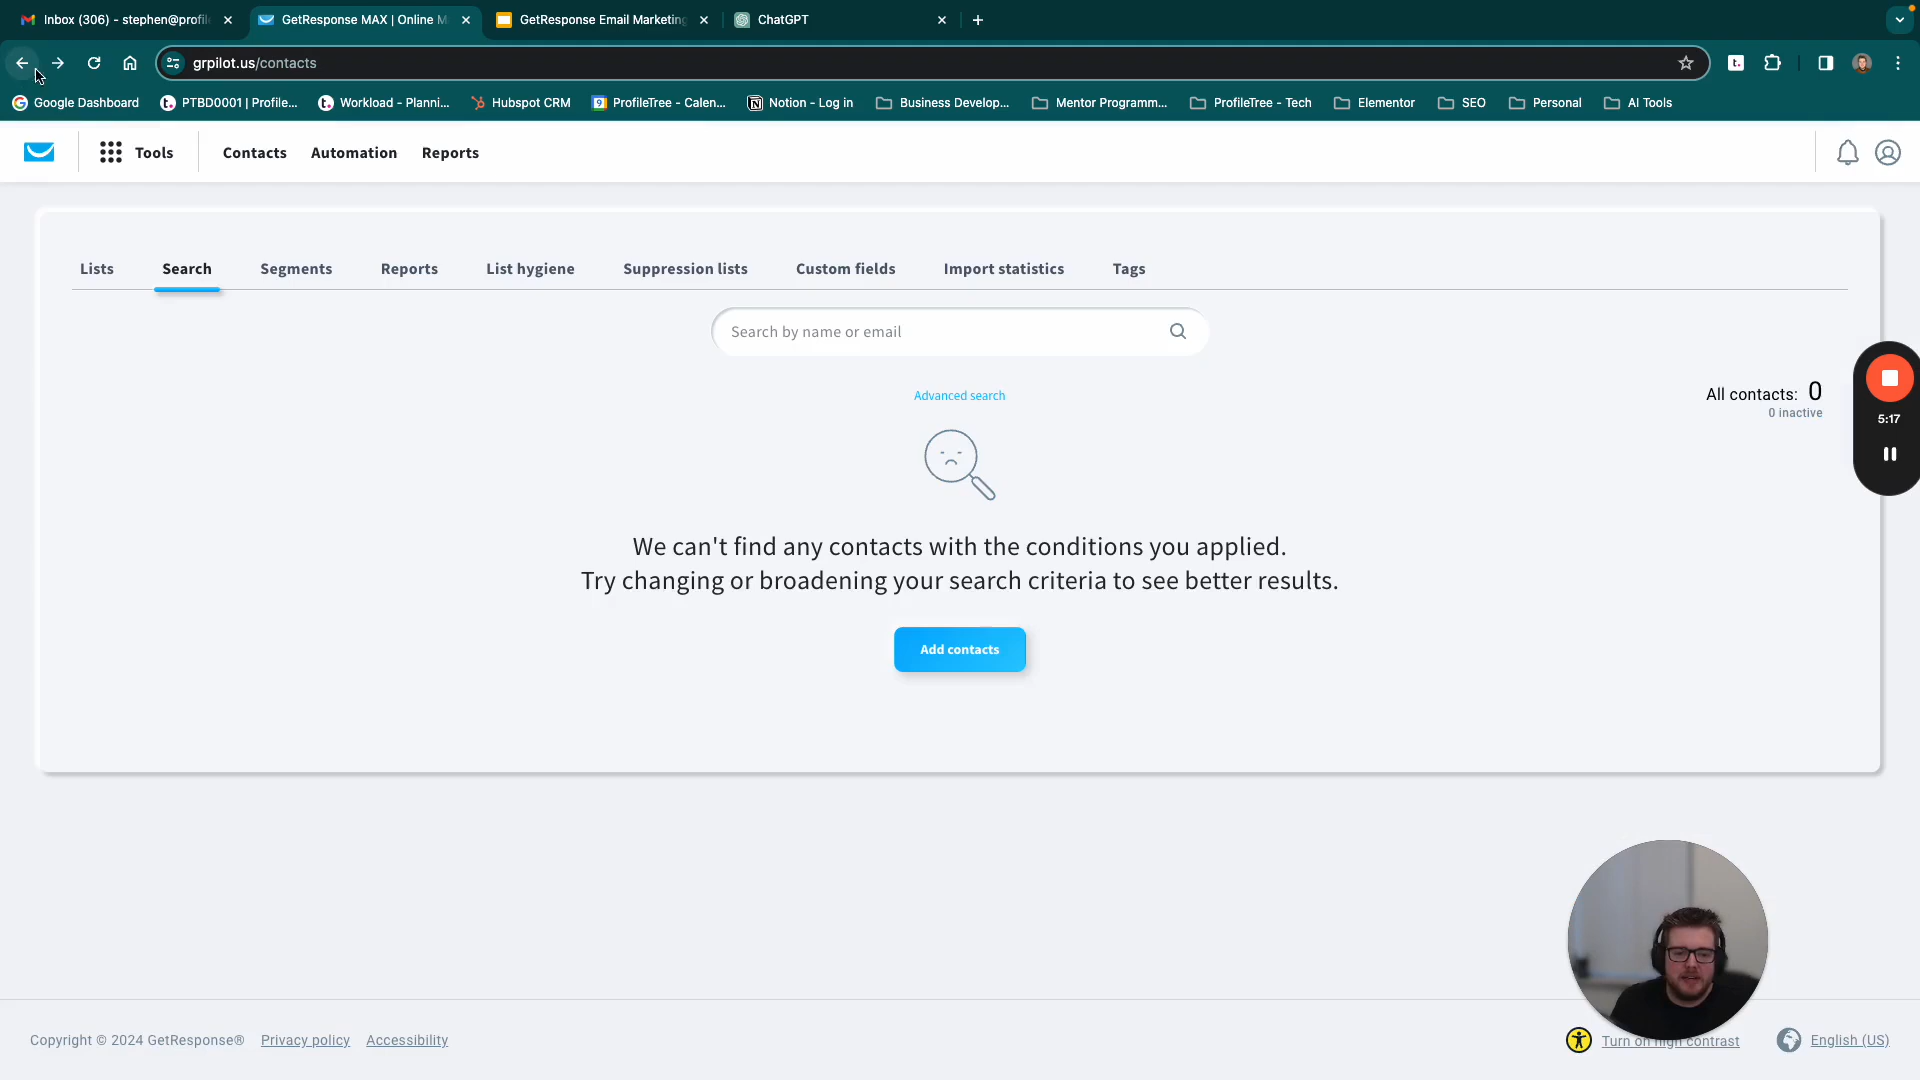 Inbox (306) - stephen@profil
GetResponse MAX | Online M
GetResponse Email Marketing
ChatGPT
grpilot.us/contacts
Google Dashboard
PTBD0001 | Profile...
Workload - Planni...
Hubspot CRM
ProfileTree - Calen...
Notion - Log in
Business Develop...
Mentor Programm...
ProfileTree - Tech
Elementor
SEO
Personal
AI Tools
Tools
Contacts
Automation
Reports
Lists
Search
Segments
Reports
List hygiene
Suppression lists
Custom fields
Import statistics
Tags
Search by name or email
Advanced search
All contacts: 0
0 inactive
5:17
We can't find any contacts with the conditions you applied.
Try changing or broadening your search criteria to see better results.
Add contacts
Copyright © 2024 GetResponse®
Privacy policy
Accessibility
Turn on high contrast
English (US)